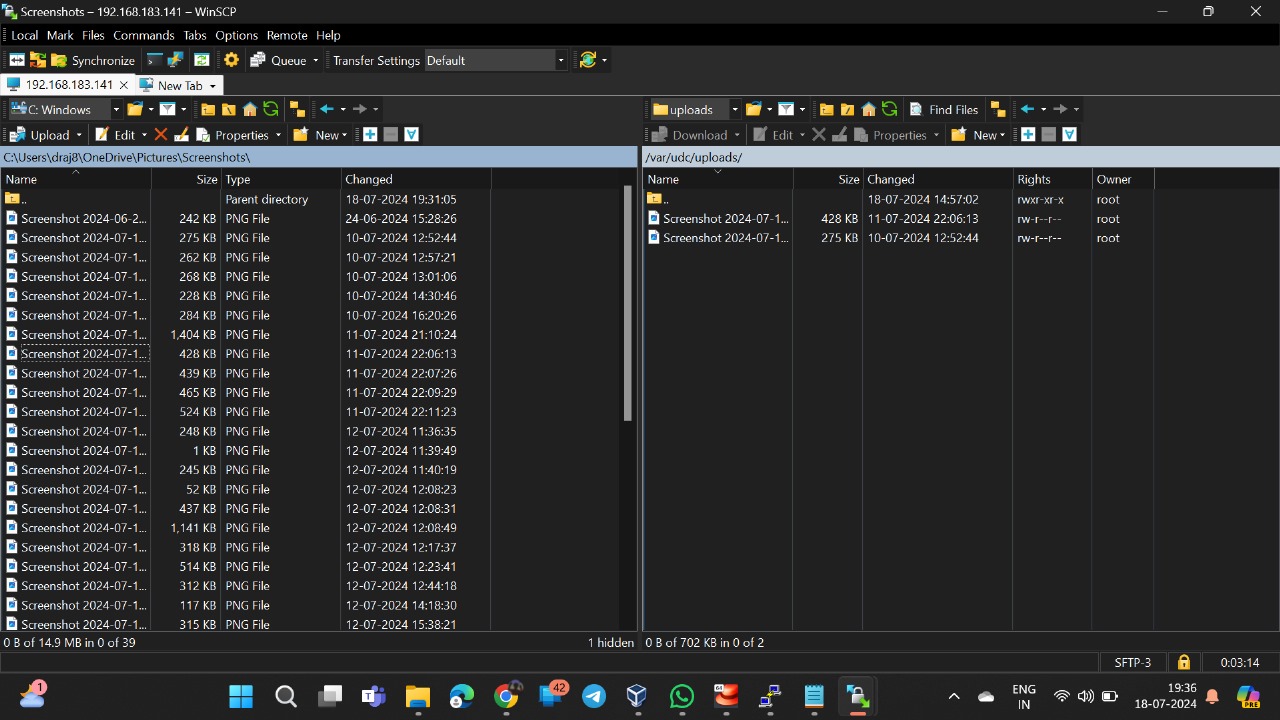 Screenshots – 192.168.183.141 – WinSCP
Local Mark Files Commands Tabs Options Remote Help
Synchronize Queue Transfer Settings Default
192.168.183.141 New Tab
C: Windows
Upload Edit Properties New
C:\Users\draj8\OneDrive\Pictures\Screenshots\
Name Size Type Changed
.. Parent directory 18-07-2024 19:31:05
Screenshot 2024-06-2... 242 KB PNG File 24-06-2024 15:28:26
Screenshot 2024-07-1... 275 KB PNG File 10-07-2024 12:52:44
Screenshot 2024-07-1... 262 KB PNG File 10-07-2024 12:57:21
Screenshot 2024-07-1... 268 KB PNG File 10-07-2024 13:01:06
Screenshot 2024-07-1... 228 KB PNG File 10-07-2024 14:30:46
Screenshot 2024-07-1... 284 KB PNG File 10-07-2024 16:20:26
Screenshot 2024-07-1... 1,404 KB PNG File 11-07-2024 21:10:24
Screenshot 2024-07-1... 428 KB PNG File 11-07-2024 22:06:13
Screenshot 2024-07-1... 439 KB PNG File 11-07-2024 22:07:26
Screenshot 2024-07-1... 465 KB PNG File 11-07-2024 22:09:29
Screenshot 2024-07-1... 524 KB PNG File 11-07-2024 22:11:23
Screenshot 2024-07-1... 248 KB PNG File 12-07-2024 11:36:35
Screenshot 2024-07-1... 1 KB PNG File 12-07-2024 11:39:49
Screenshot 2024-07-1... 245 KB PNG File 12-07-2024 11:40:19
Screenshot 2024-07-1... 52 KB PNG File 12-07-2024 12:08:23
Screenshot 2024-07-1... 437 KB PNG File 12-07-2024 12:08:31
Screenshot 2024-07-1... 1,141 KB PNG File 12-07-2024 12:08:49
Screenshot 2024-07-1... 318 KB PNG File 12-07-2024 12:17:37
Screenshot 2024-07-1... 514 KB PNG File 12-07-2024 12:23:41
Screenshot 2024-07-1... 312 KB PNG File 12-07-2024 12:44:18
Screenshot 2024-07-1... 117 KB PNG File 12-07-2024 14:18:30
Screenshot 2024-07-1... 315 KB PNG File 12-07-2024 15:38:21
0 B of 14.9 MB in 0 of 39 1 hidden
uploads Find Files
Download Edit Properties New
/var/udc/uploads/
Name Size Changed Rights Owner
.. 18-07-2024 14:57:02 rwxr-xr-x root
Screenshot 2024-07-1... 428 KB 11-07-2024 22:06:13 rw-r--r-- root
Screenshot 2024-07-1... 275 KB 10-07-2024 12:52:44 rw-r--r-- root
0 B of 702 KB in 0 of 2
SFTP-3 0:03:14
1 42 64 ENG 19:36
IN 18-07-2024 PRE